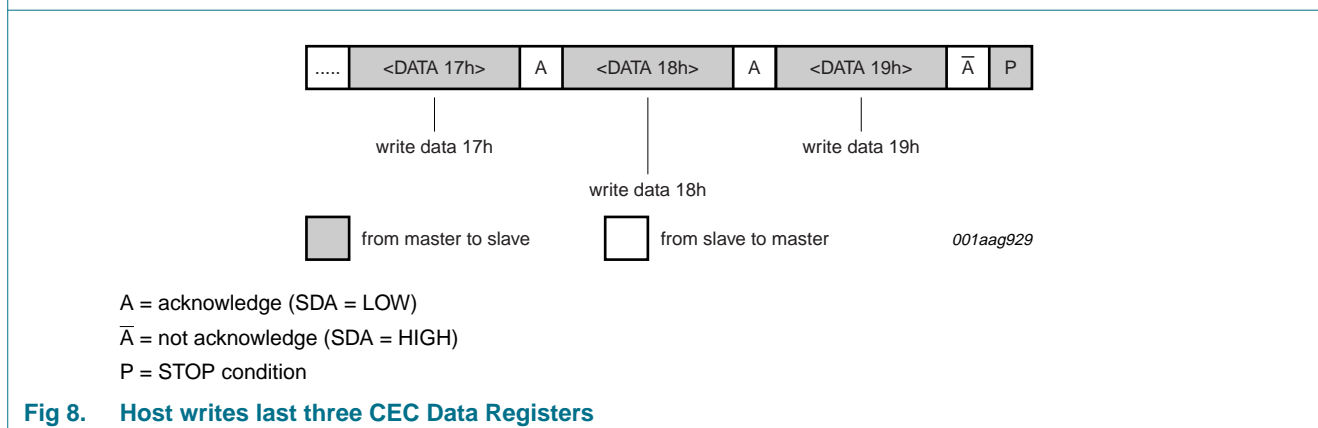 ..... <DATA 17h> A <DATA 18h> A <DATA 19h> A̅ P
write data 17h write data 19h
write data 18h
from master to slave from slave to master 001aag929
A = acknowledge (SDA = LOW)
A̅ = not acknowledge (SDA = HIGH)
P = STOP condition
Fig 8. Host writes last three CEC Data Registers